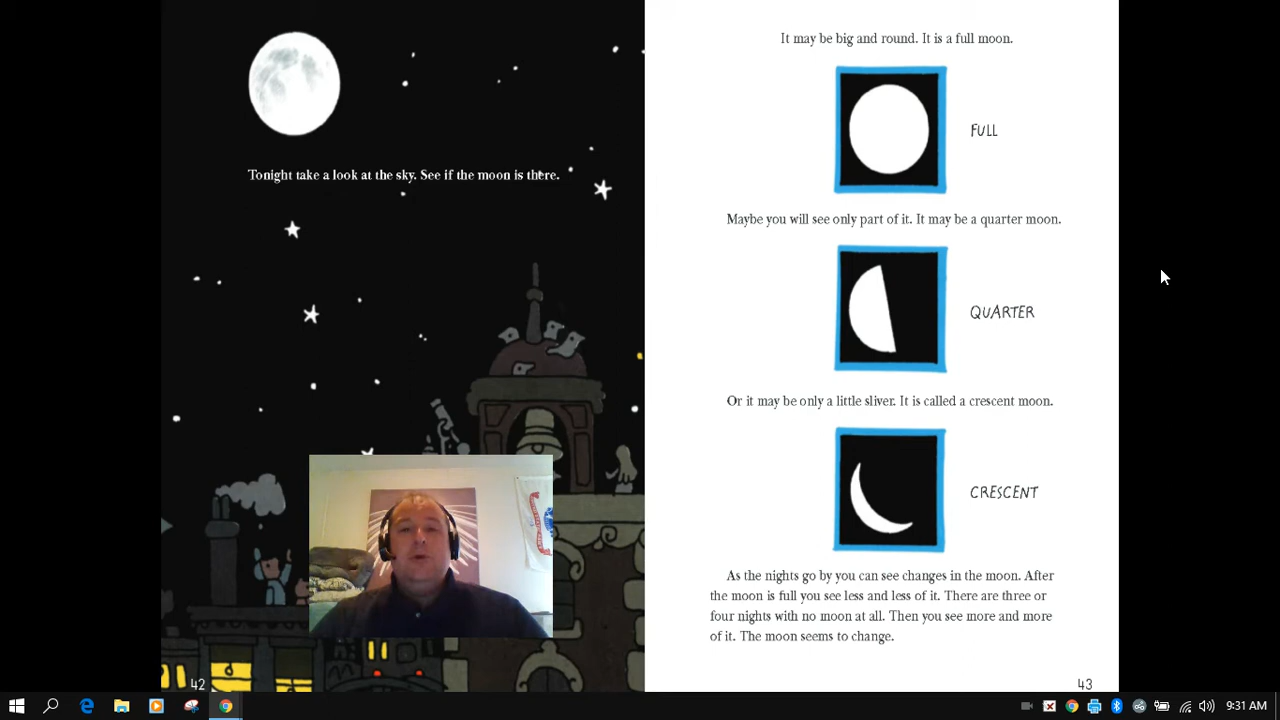 Tonight take a look at the sky. See if the moon is there.
42
It may be big and round. It is a full moon.
FULL
Maybe you will see only part of it. It may be a quarter moon.
QUARTER
Or it may be only a little sliver. It is called a crescent moon.
CRESCENT
As the nights go by you can see changes in the moon. After
the moon is full you see less and less of it. There are three or
four nights with no moon at all. Then you see more and more
of it. The moon seems to change.
43
9:31 AM